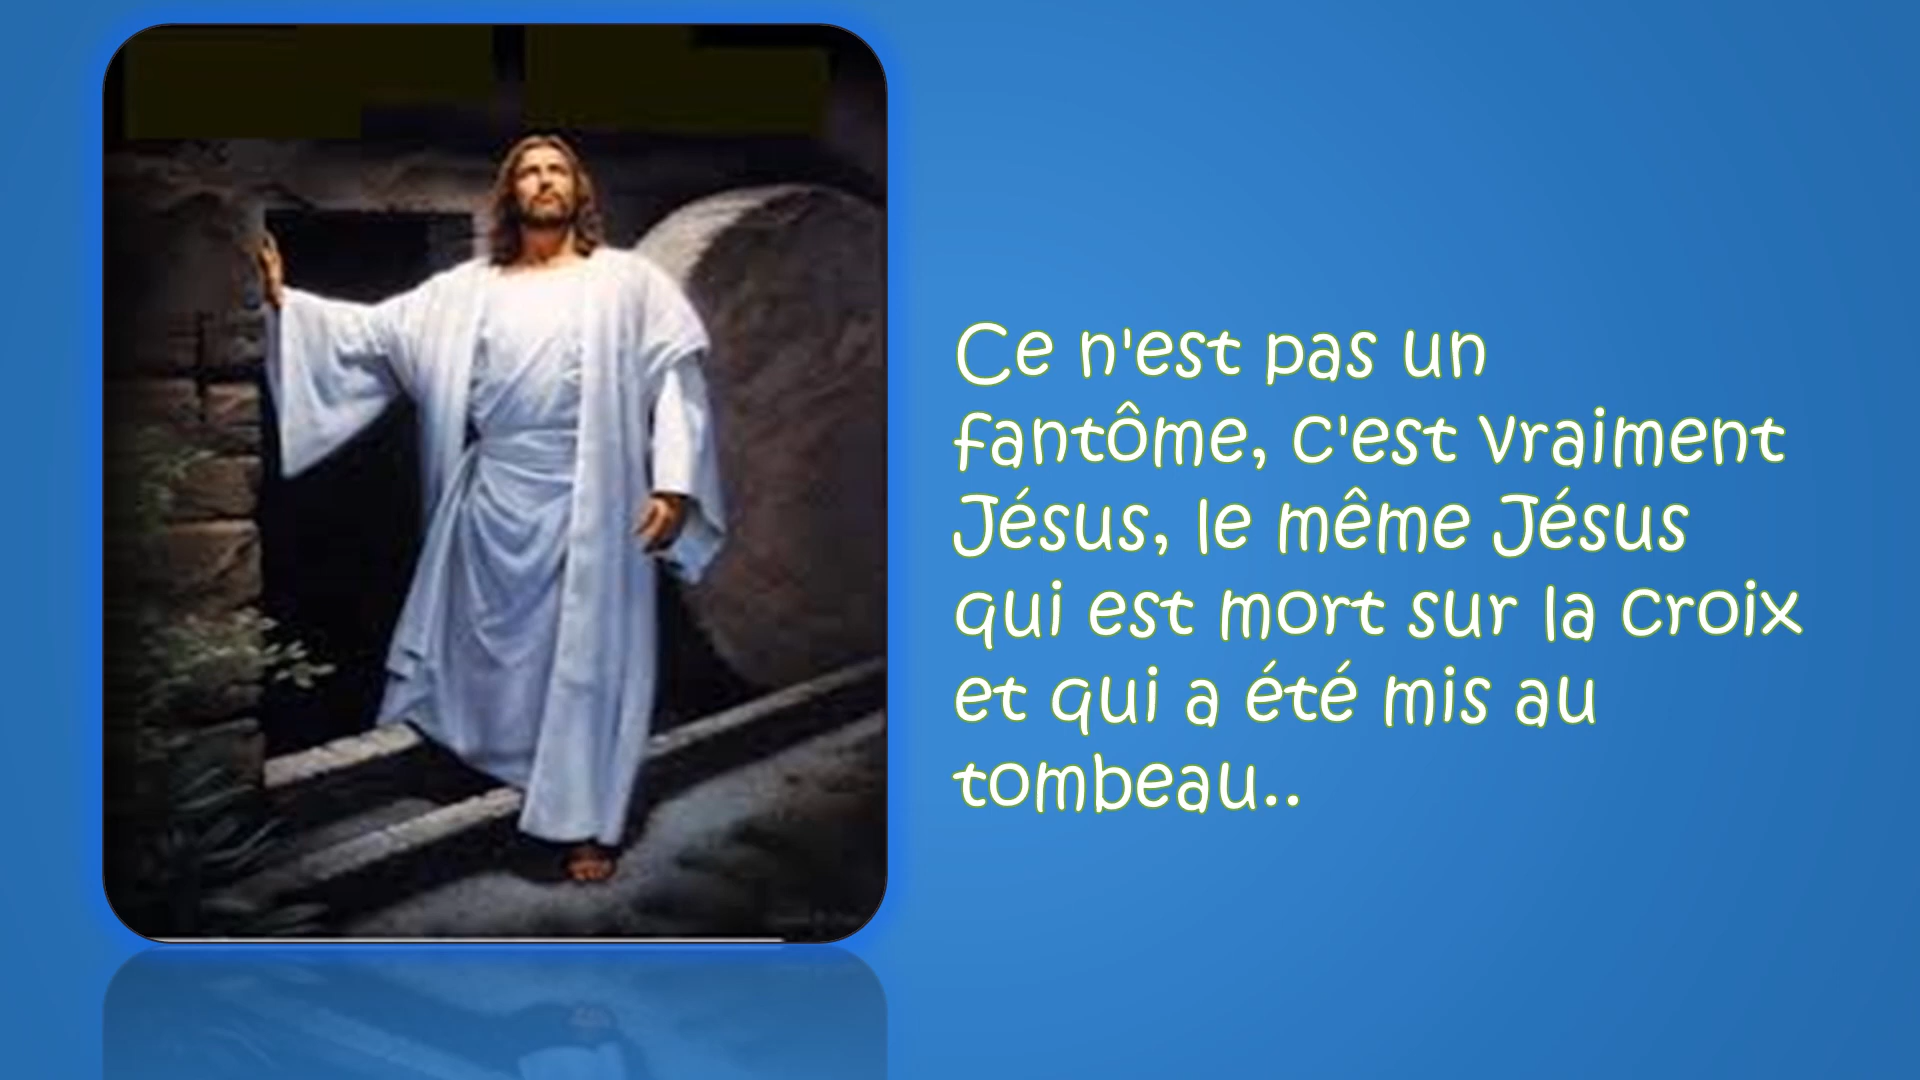 Ce n'est pas un
fantôme, c'est vraiment
Jésus, le même Jésus
qui est mort sur la croix
et qui a été mis au
tombeau..